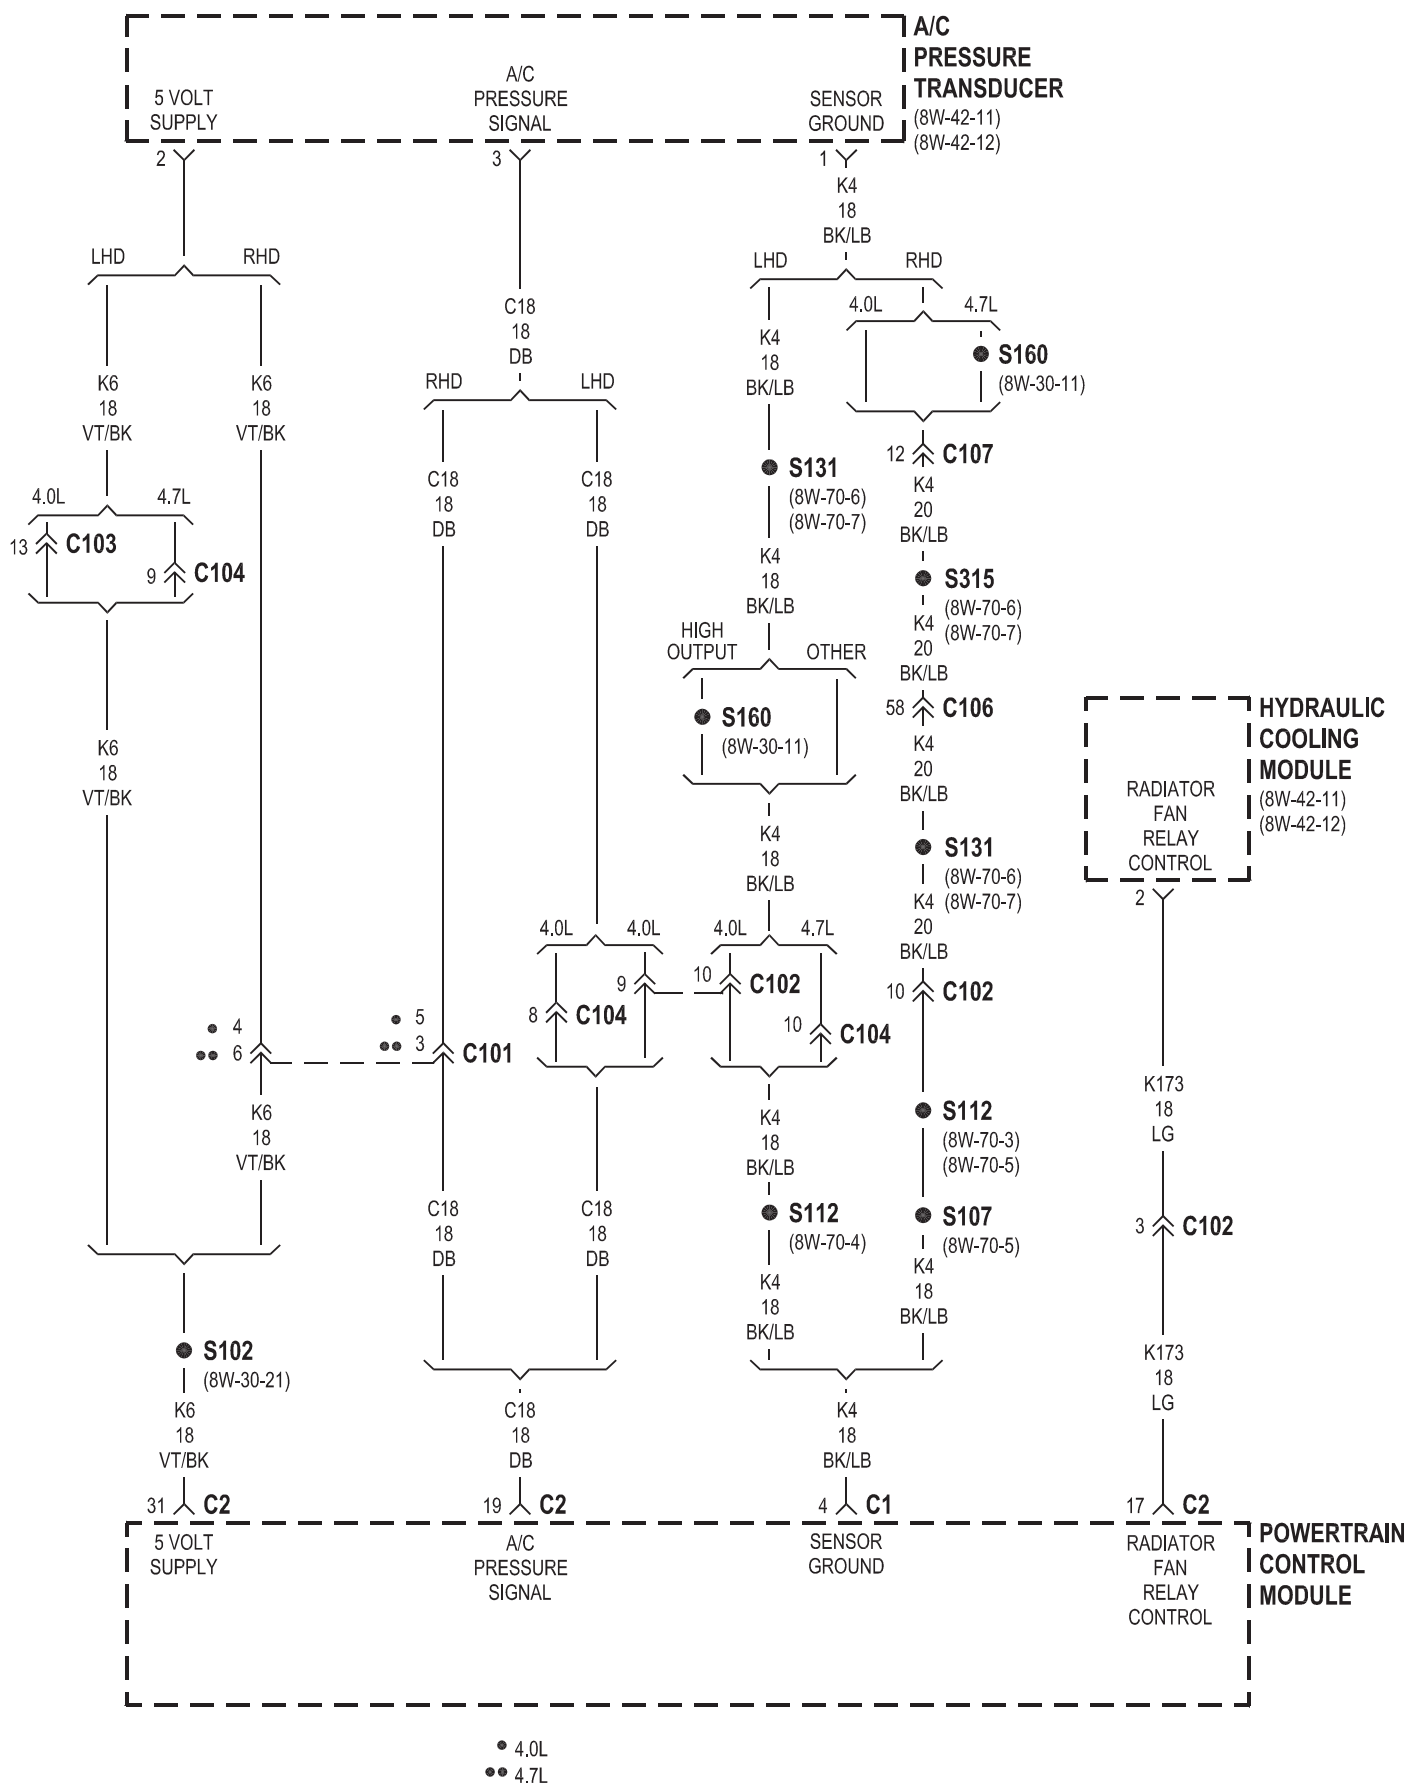 A/C
PRESSURE
TRANSDUCER
(8W-42-11)
(8W-42-12)
5 VOLT
SUPPLY
A/C
PRESSURE
SIGNAL
SENSOR
GROUND
2
3
1
K4
18
BK/LB
LHD
RHD
LHD
RHD
C18
18
DB
4.0L
4.7L
S160
(8W-30-11)
K4
18
BK/LB
K6
18
VT/BK
K6
18
VT/BK
RHD
LHD
12
C107
S131
(8W-70-6)
(8W-70-7)
C18
18
DB
C18
18
DB
K4
20
BK/LB
4.0L
4.7L
13
C103
9
C104
K4
18
BK/LB
S315
(8W-70-6)
(8W-70-7)
K4
20
BK/LB
HIGH
OUTPUT
OTHER
58
C106
S160
(8W-30-11)
K4
20
BK/LB
K6
18
VT/BK
HYDRAULIC
COOLING
MODULE
(8W-42-11)
(8W-42-12)
RADIATOR
FAN
RELAY
CONTROL
2
K4
18
BK/LB
S131
(8W-70-6)
(8W-70-7)
K4
20
BK/LB
4.0L
4.0L
4.0L
4.7L
9
10
C102
10
C102
8
C104
10
C104
4
6
5
3
C101
K6
18
VT/BK
K4
18
BK/LB
S112
(8W-70-3)
(8W-70-5)
K173
18
LG
C18
18
DB
C18
18
DB
S112
(8W-70-4)
S107
(8W-70-5)
3
C102
K4
18
BK/LB
K4
18
BK/LB
S102
(8W-30-21)
K173
18
LG
K6
18
VT/BK
C18
18
DB
K4
18
BK/LB
31
C2
19
C2
4
C1
17
C2
5 VOLT
SUPPLY
A/C
PRESSURE
SIGNAL
SENSOR
GROUND
RADIATOR
FAN
RELAY
CONTROL
POWERTRAIN
CONTROL
MODULE
4.0L
4.7L